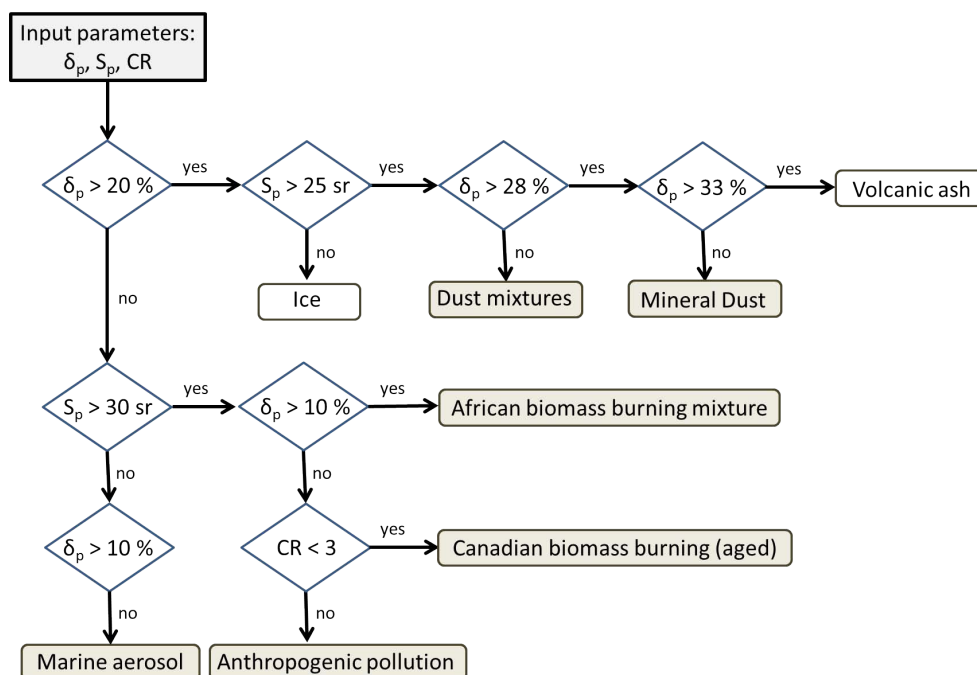 Input parameters:
δp, Sp, CR
yes
yes
yes
yes
δp > 20 %
Sp > 25 sr
δp > 28 %
δp > 33 %
Volcanic ash
no
no
no
no
Ice
Dust mixtures
Mineral Dust
yes
yes
Sp > 30 sr
δp > 10 %
African biomass burning mixture
no
no
yes
δp > 10 %
CR < 3
Canadian biomass burning (aged)
no
no
Marine aerosol
Anthropogenic pollution